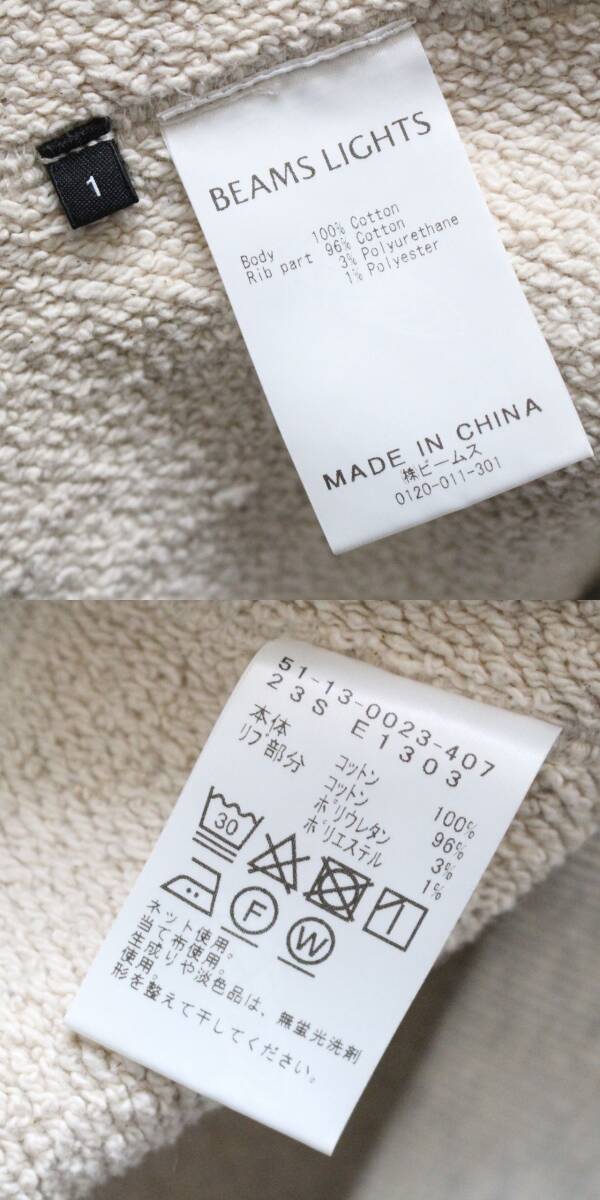 1
BEAMS LIGHTS
Body 100% Cotton
Rib part 96% Cotton
3% Polyurethane
1% Polyester
MADE IN CHINA
㈱ビームス
0120-011-301
51-13-0023-407
23S E1303
本体 コットン 100%
リブ部分 コットン 96%
ポリウレタン 3%
ポリエステル 1%
30
F W
ネット使用。
当て布使用。
生成りや淡色品は、無蛍光洗剤
使用。
形を整えて干してください。